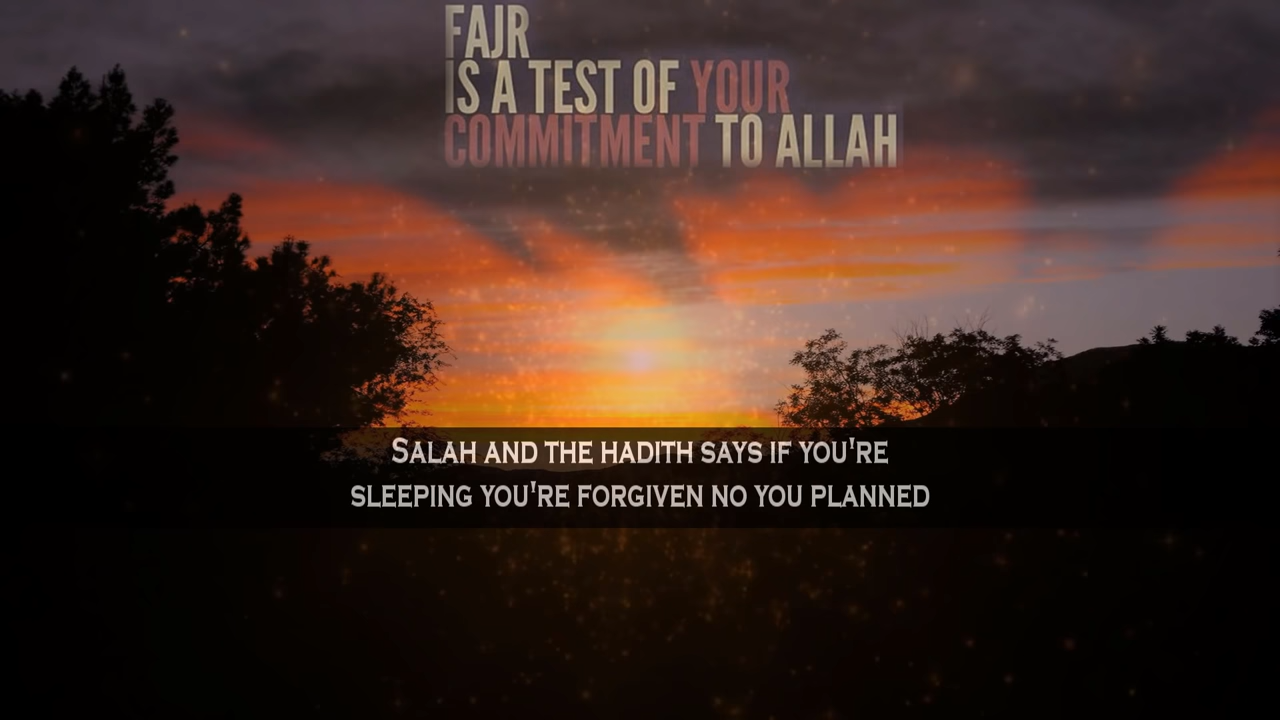 FAJR
IS A TEST OF YOUR
COMMITMENT TO ALLAH
SALAH AND THE HADITH SAYS IF YOU'RE
SLEEPING YOU'RE FORGIVEN NO YOU PLANNED